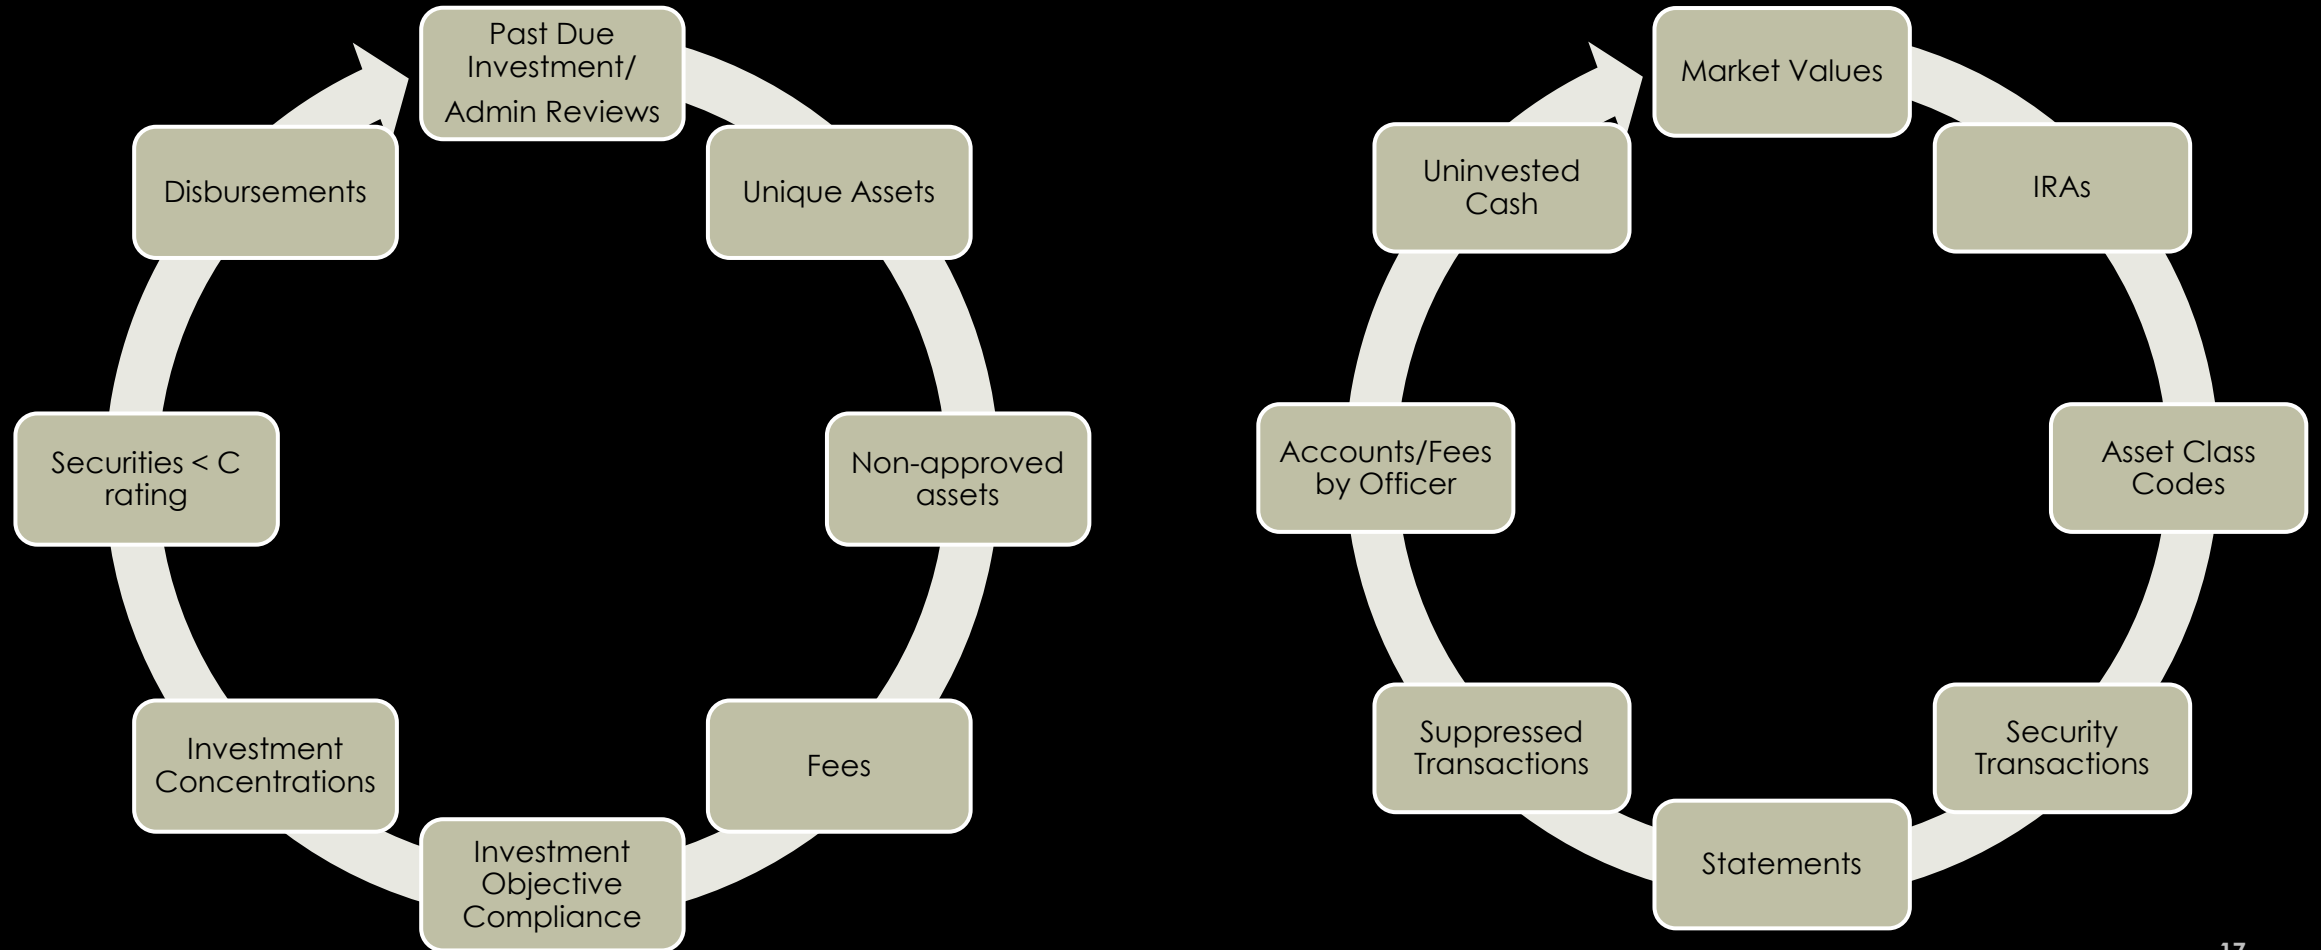 Past Due
Investment/
Admin Reviews
Unique Assets
Non-approved
assets
Fees
Investment
Objective
Compliance
Investment
Concentrations
Securities < C
rating
Disbursements
Market Values
IRAs
Asset Class
Codes
Security
Transactions
Statements
Suppressed
Transactions
Accounts/Fees
by Officer
Uninvested
Cash
17